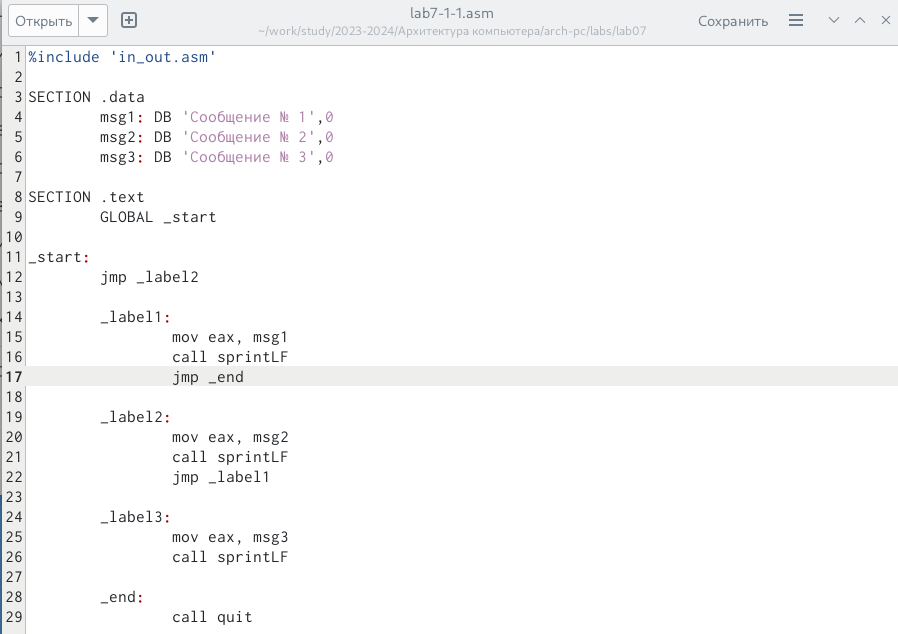 Открыть
lab7-1-1.asm
~/work/study/2023-2024/Архитектура компьютера/arch-pc/labs/lab07
Сохранить
1 %include 'in_out.asm'
2
3 SECTION .data
4 msg1: DB 'Сообщение № 1',0
5 msg2: DB 'Сообщение № 2',0
6 msg3: DB 'Сообщение № 3',0
7
8 SECTION .text
9 GLOBAL _start
10
11 _start:
12 jmp _label2
13
14 _label1:
15 mov eax, msg1
16 call sprintLF
17 jmp _end
18
19 _label2:
20 mov eax, msg2
21 call sprintLF
22 jmp _label1
23
24 _label3:
25 mov eax, msg3
26 call sprintLF
27
28 _end:
29 call quit